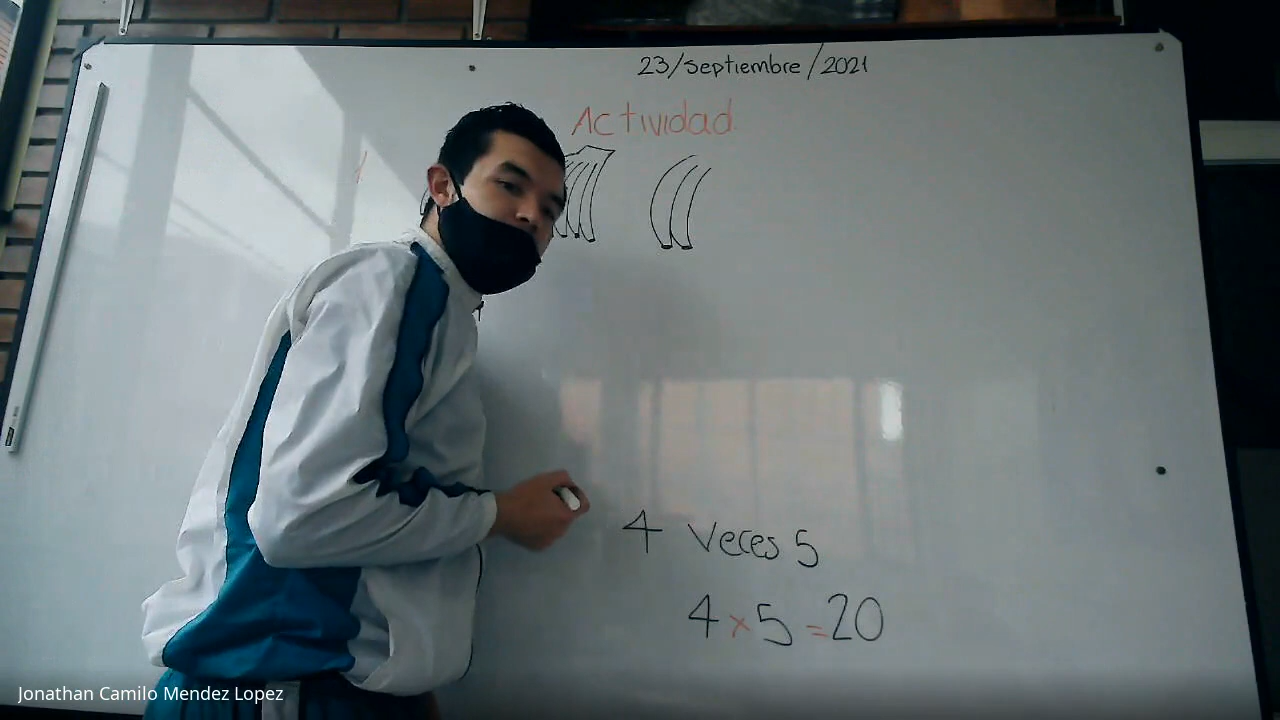 23/Septiembre/2021
Actividad
4 veces 5
4 x 5 = 20
Jonathan Camilo Mendez Lopez